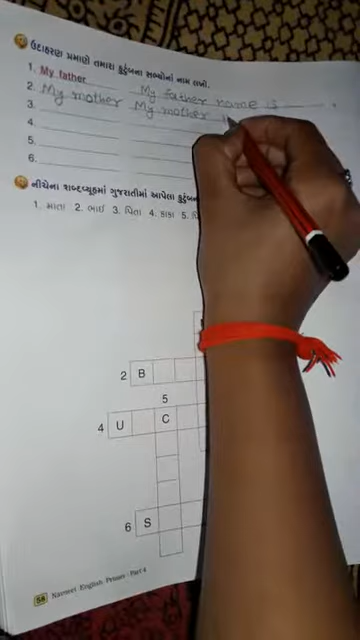 ઉદાહરણ પ્રમાણે તમારા કુટુંબના સભ્યોનાં નામ લખો.
1. My father My father name is
2. My mother My mother
3.
4.
5.
6.
નીચેના શબ્દવ્યૂહમાં ગુજરાતીમાં આપેલા
1. માતા 2. ભાઈ 3. પિતા 4. કાકા 5.
2 B
5
4 U C
6 S
58 Navneet English Primer - Part 4